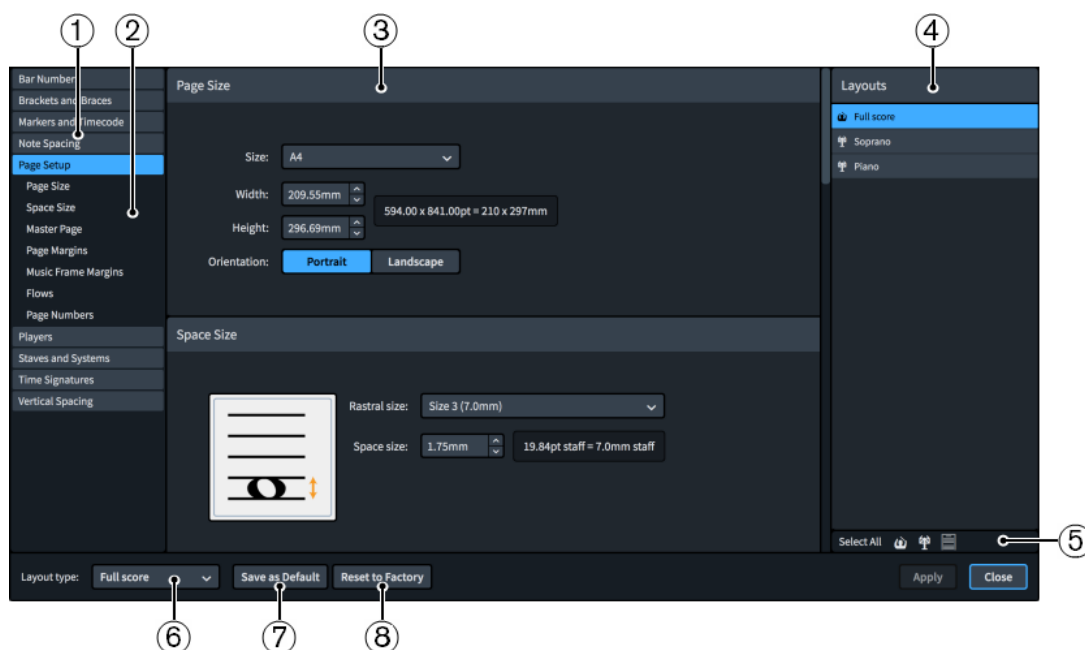 ① ② ③ ④
Bar Number
Brackets and Braces
Markers and Timecode
Note Spacing
Page Setup
Page Size
Space Size
Master Page
Page Margins
Music Frame Margins
Flows
Page Numbers
Players
Staves and Systems
Time Signatures
Vertical Spacing
Page Size
Size: A4
Width: 209.55mm
594.00 x 841.00pt = 210 x 297mm
Height: 296.69mm
Orientation: Portrait Landscape
Space Size
Rastral size: Size 3 (7.0mm)
Space size: 1.75mm 19.84pt staff = 7.0mm staff
Layouts
Full score
Soprano
Piano
Select All
⑤
Layout type: Full score Save as Default Reset to Factory Apply Close
⑥ ⑦ ⑧